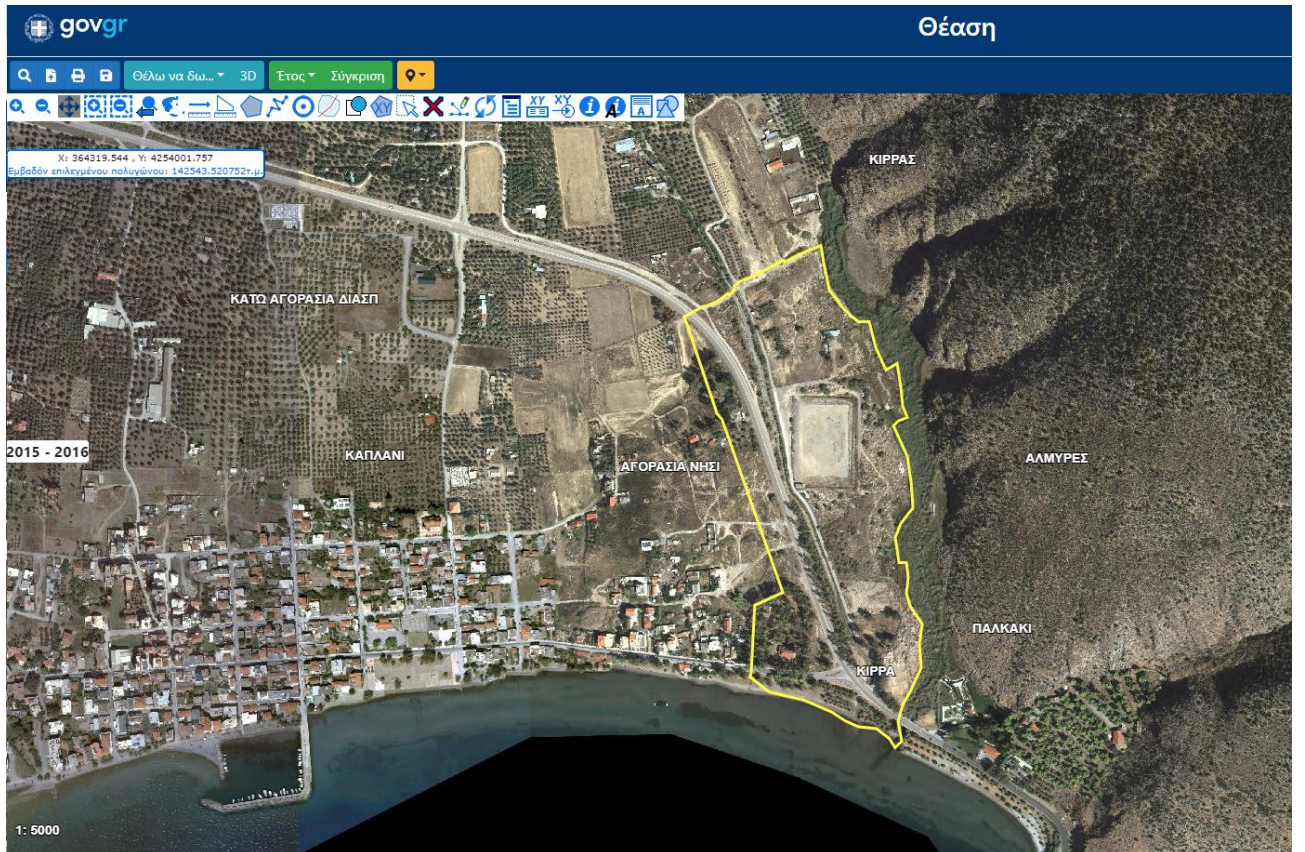 govgr
Θέαση
Θέλω να δω...
3D
Έτος
Σύγκριση
X: 364319.544 , Y: 4254001.757
Εμβαδόν επιλεγμένου πολυγώνου: 142543.520752τ.μ.
ΚΙΡΡΑΣ
ΚΑΤΩ ΑΓΟΡΑΣΙΑ ΔΙΑΣΠ
2015 - 2016
ΚΑΠΛΑΝΙ
ΑΓΟΡΑΣΙΑ ΝΗΣΙ
ΑΛΜΥΡΕΣ
ΠΑΛΚΑΚΙ
ΚΙΡΡΑ
1: 5000